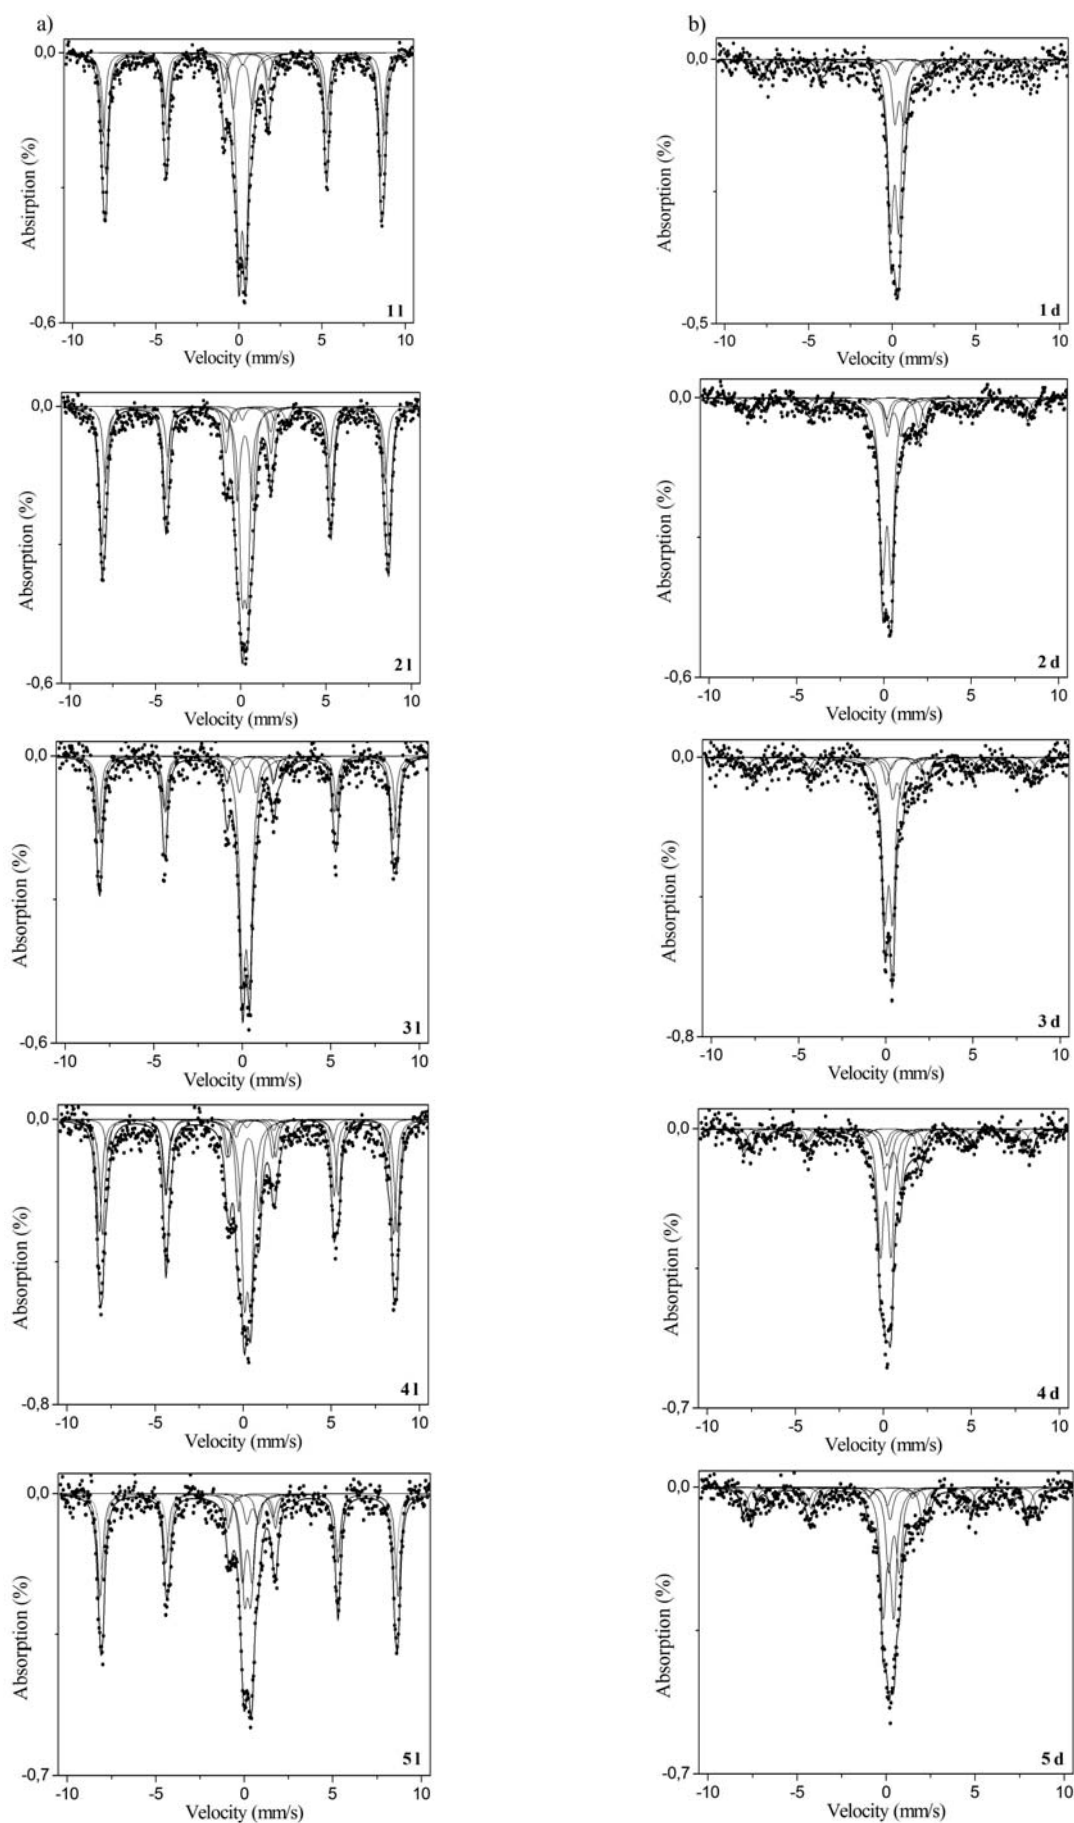 a)
0,0
Absirption (%)
-0,6
1 l
-10 -5 0 5 10
Velocity (mm/s)
0,0
Absorption (%)
-0,6
2 l
-10 -5 0 5 10
Velocity (mm/s)
0,0
Absorption (%)
-0,6
3 l
-10 -5 0 5 10
Velocity (mm/s)
0,0
Absorption (%)
-0,8
4 l
-10 -5 0 5 10
Velocity (mm/s)
0,0
Absorption (%)
-0,7
5 l
-10 -5 0 5 10
Velocity (mm/s)
b)
0,0
Absorption (%)
-0,5
1 d
-10 -5 0 5 10
Velocity (mm/s)
0,0
Absorption (%)
-0,6
2 d
-10 -5 0 5 10
Velocity (mm/s)
0,0
Absorption (%)
-0,8
3 d
-10 -5 0 5 10
Velocity (mm/s)
0,0
Absorption (%)
-0,7
4 d
-10 -5 0 5 10
Velocity (mm/s)
0,0
Absorption (%)
-0,7
5 d
-10 -5 0 5 10
Velocity (mm/s)